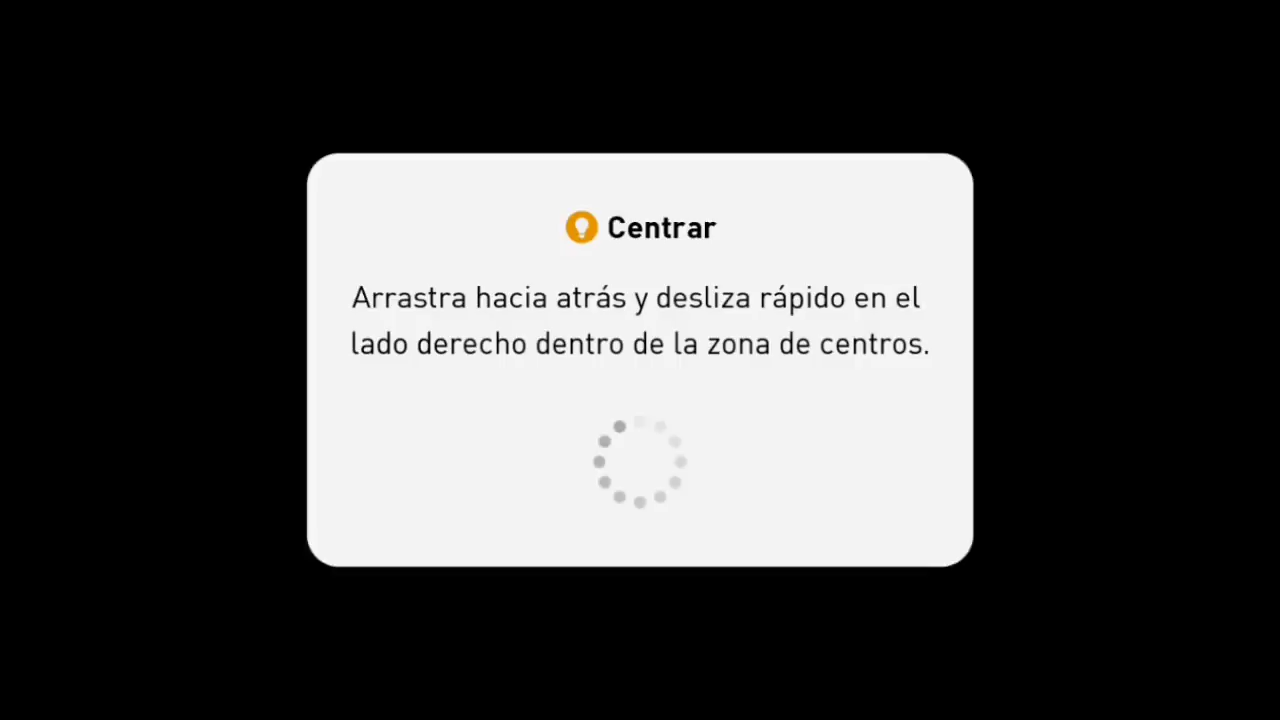 Centrar
Arrastra hacia atrás y desliza rápido en el
lado derecho dentro de la zona de centros.